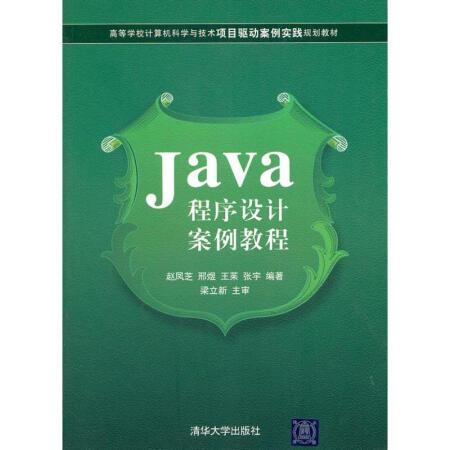 高等学校计算机科学与技术项目驱动案例实践规划教材
Java
程序设计
案例教程
赵凤芝 邢煜 王茱 张宇 编著
梁立新 主审
清华大学出版社